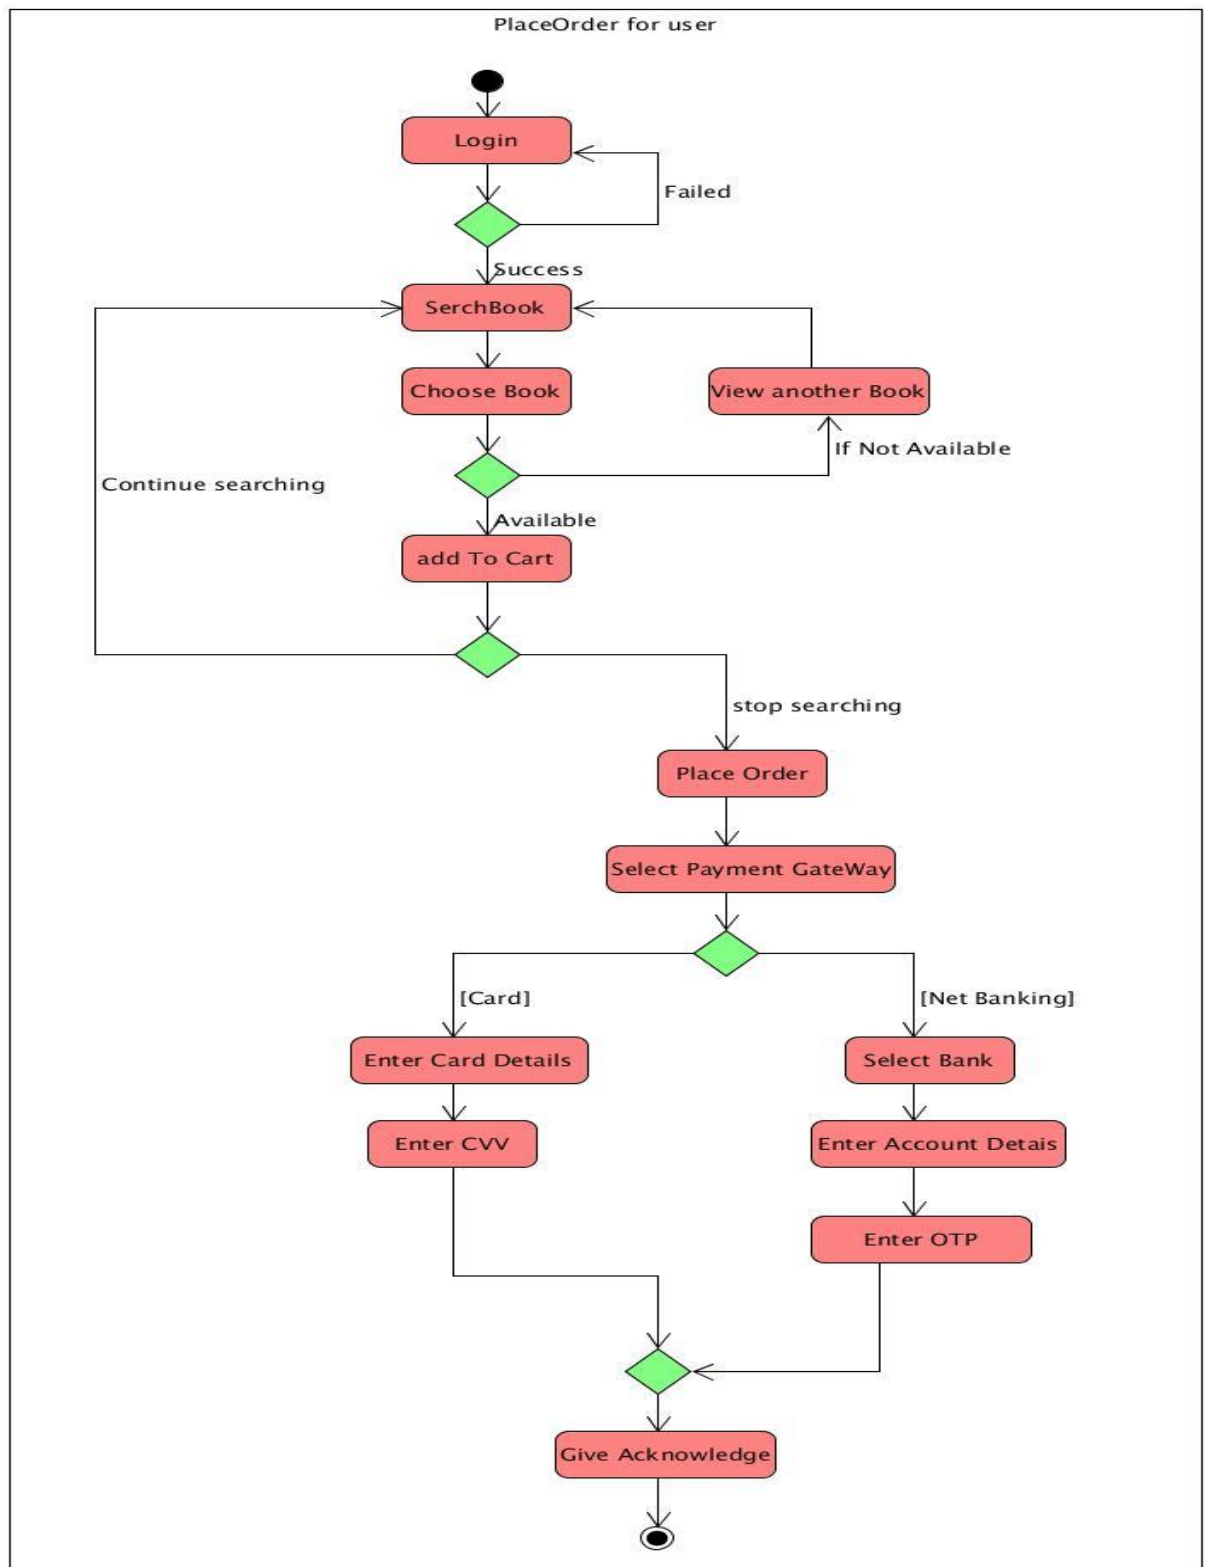 PlaceOrder for user
Login
Failed
Success
SerchBook
Choose Book
View another Book
If Not Available
Continue searching
Available
add To Cart
stop searching
Place Order
Select Payment GateWay
[Card]
[Net Banking]
Enter Card Details
Select Bank
Enter CVV
Enter Account Detais
Enter OTP
Give Acknowledge